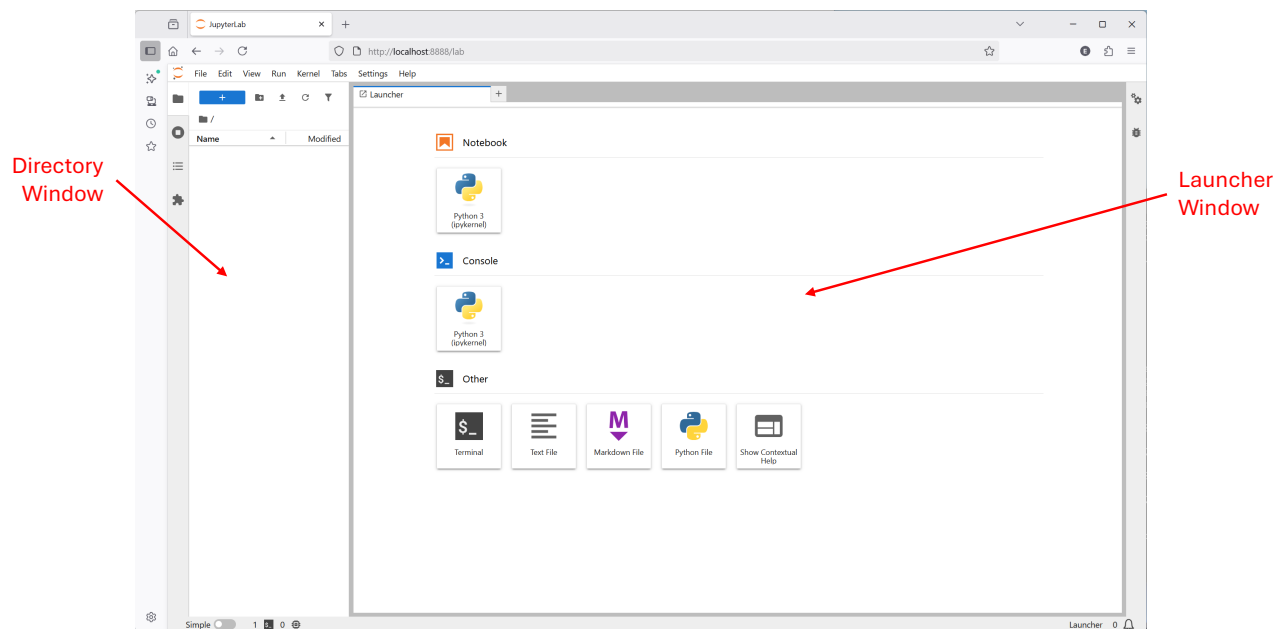 JupyterLab
http://localhost:8888/lab
E
File Edit View Run Kernel Tabs Settings Help
+
Launcher
+
/
Name Modified
Directory
Window
Launcher
Window
Notebook
Python 3
(ipykernel)
Console
Python 3
(ipykernel)
Other
$_
Terminal
Text File
M
Markdown File
Python File
Show Contextual
Help
Simple 1 $_ 0
Launcher 0